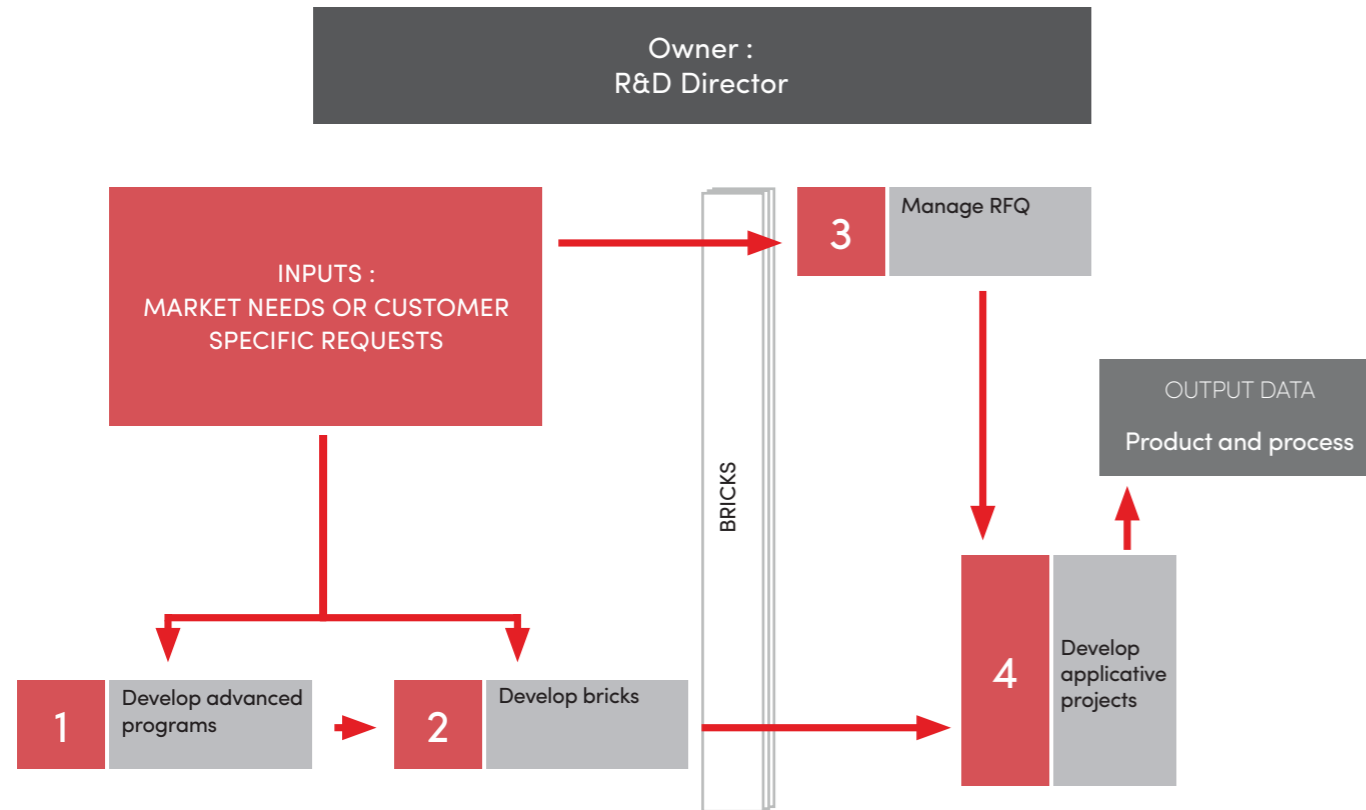 Owner :
R&D Director
INPUTS :
MARKET NEEDS OR CUSTOMER
SPECIFIC REQUESTS
BRICKS
3
Manage RFQ
OUTPUT DATA
Product and process
1
Develop advanced
programs
2
Develop bricks
4
Develop
applicative
projects